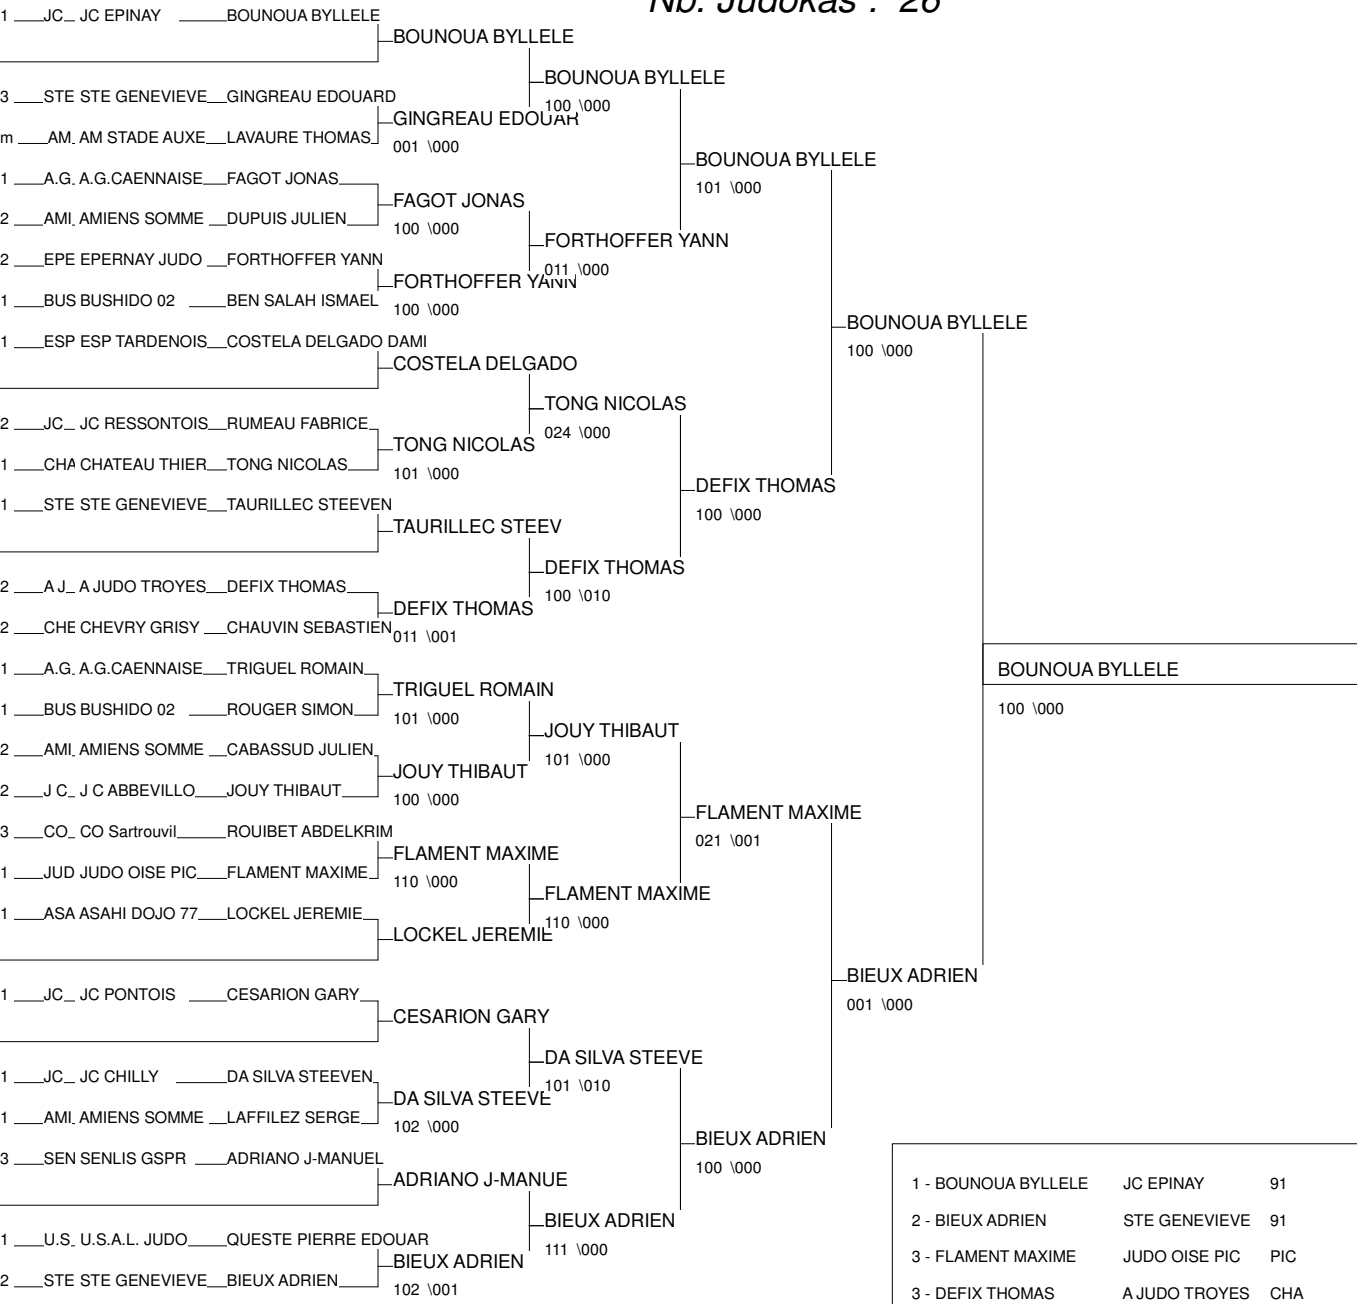 Nb. Judokas : 26
1 JC_ JC EPINAY BOUNOUA BYLLELE
BOUNOUA BYLLELE
BOUNOUA BYLLELE
100 \000
3 STE STE GENEVIEVE GINGREAU EDOUARD
GINGREAU EDOUAR
001 \000
m AM_ AM STADE AUXE LAVAURE THOMAS
BOUNOUA BYLLELE
101 \000
1 A.G. A.G.CAENNAISE FAGOT JONAS
FAGOT JONAS
100 \000
2 AMI_ AMIENS SOMME DUPUIS JULIEN
FORTHOFFER YANN
011 \000
2 EPE EPERNAY JUDO FORTHOFFER YANN
FORTHOFFER YANN
100 \000
1 BUS BUSHIDO 02 BEN SALAH ISMAEL
BOUNOUA BYLLELE
100 \000
1 ESP ESP TARDENOIS COSTELA DELGADO DAMI
COSTELA DELGADO
TONG NICOLAS
024 \000
2 JC_ JC RESSONTOIS RUMEAU FABRICE
TONG NICOLAS
101 \000
1 CHA CHATEAU THIER TONG NICOLAS
DEFIX THOMAS
100 \000
1 STE STE GENEVIEVE TAURILLEC STEEVEN
TAURILLEC STEEV
DEFIX THOMAS
100 \010
2 A J_ A JUDO TROYES DEFIX THOMAS
DEFIX THOMAS
011 \001
2 CHE CHEVRY GRISY CHAUVIN SEBASTIEN
BOUNOUA BYLLELE
100 \000
1 A.G. A.G.CAENNAISE TRIGUEL ROMAIN
TRIGUEL ROMAIN
101 \000
1 BUS BUSHIDO 02 ROUGER SIMON
JOUY THIBAUT
101 \000
2 AMI_ AMIENS SOMME CABASSUD JULIEN
JOUY THIBAUT
100 \000
2 J C_ J C ABBEVILLO JOUY THIBAUT
FLAMENT MAXIME
021 \001
3 CO_ CO Sartrouvil ROUIBET ABDELKRIM
FLAMENT MAXIME
110 \000
1 JUD JUDO OISE PIC FLAMENT MAXIME
FLAMENT MAXIME
110 \000
1 ASA ASAHI DOJO 77 LOCKEL JEREMIE
LOCKEL JEREMIE
BIEUX ADRIEN
001 \000
1 JC_ JC PONTOIS CESARION GARY
CESARION GARY
DA SILVA STEEVE
101 \010
1 JC_ JC CHILLY DA SILVA STEEVEN
DA SILVA STEEVE
102 \000
1 AMI_ AMIENS SOMME LAFFILEZ SERGE
BIEUX ADRIEN
100 \000
3 SEN SENLIS GSPR ADRIANO J-MANUEL
ADRIANO J-MANUE
BIEUX ADRIEN
111 \000
1 U.S_ U.S.A.L. JUDO QUESTE PIERRE EDOUAR
BIEUX ADRIEN
102 \001
2 STE STE GENEVIEVE BIEUX ADRIEN
1 - BOUNOUA BYLLELE JC EPINAY 91
2 - BIEUX ADRIEN STE GENEVIEVE 91
3 - FLAMENT MAXIME JUDO OISE PIC PIC
3 - DEFIX THOMAS A JUDO TROYES CHA